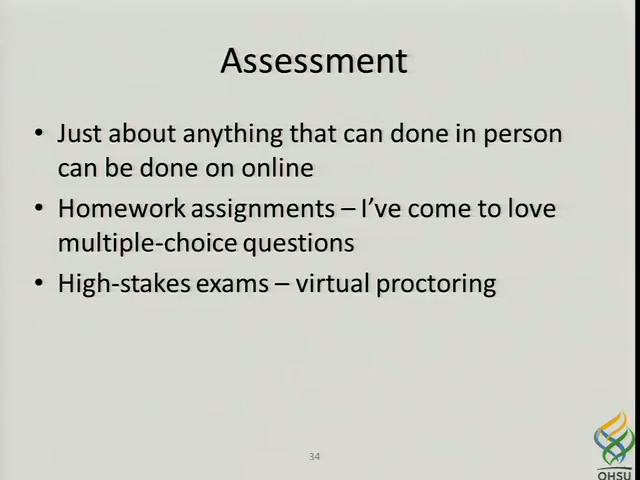 Assessment
• Just about anything that can done in person
can be done on online
• Homework assignments – I've come to love
multiple-choice questions
• High-stakes exams – virtual proctoring
34
OHSU